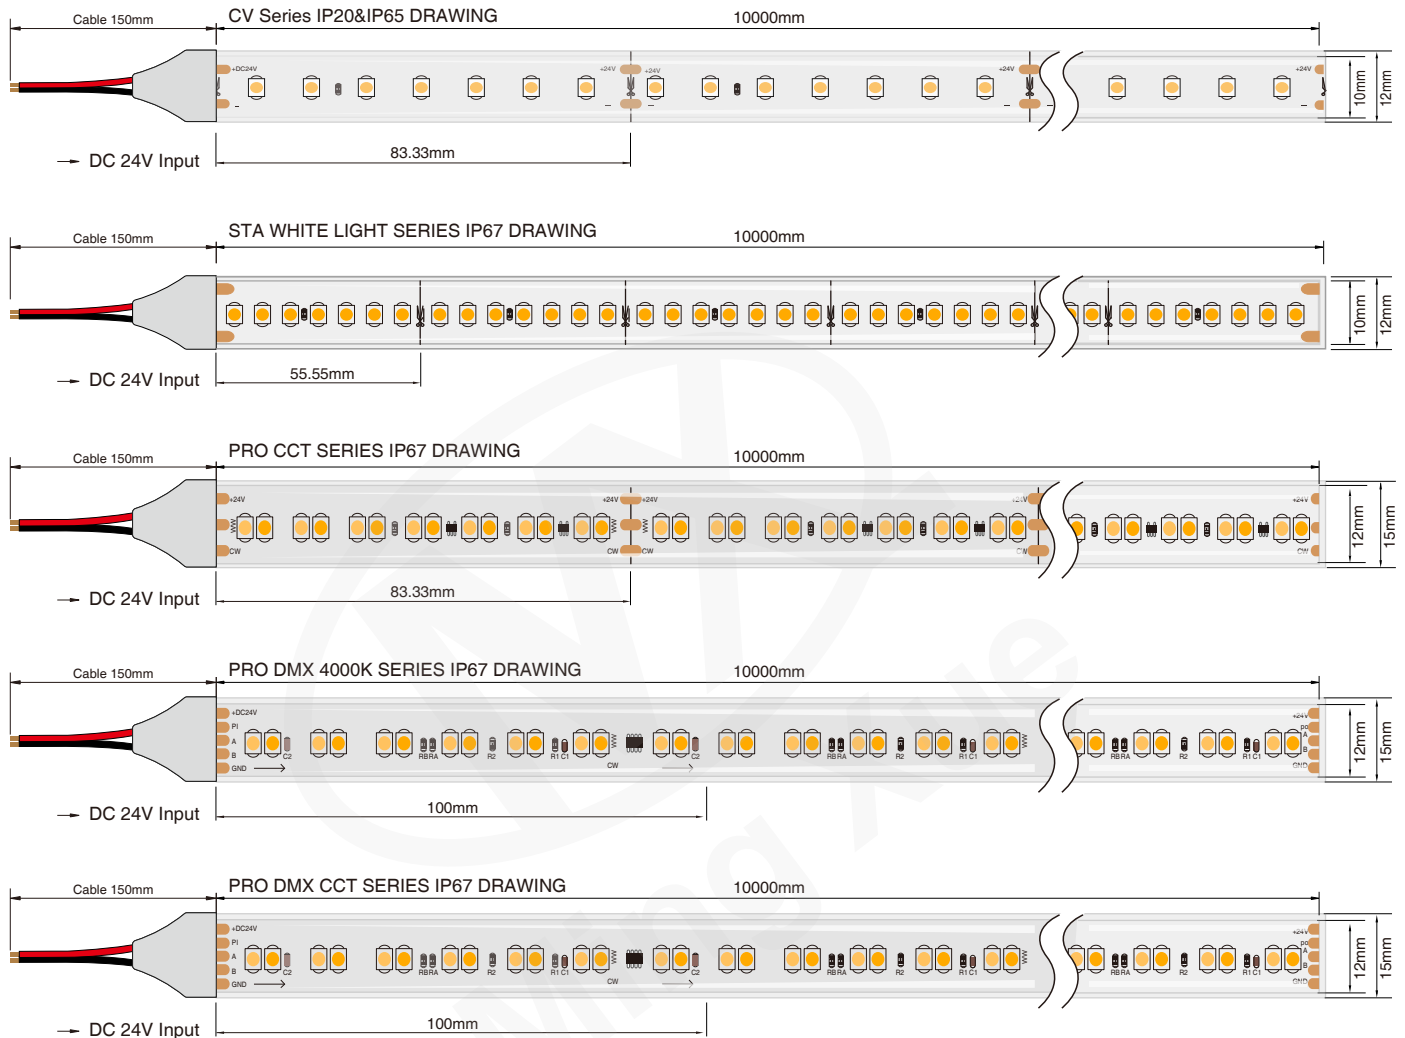 Cable 150mm
CV Series IP20&IP65 DRAWING
10000mm
+DC24V
+24V
+24V
+24V
+24V
10mm
12mm
DC 24V Input
83.33mm
Cable 150mm
STA WHITE LIGHT SERIES IP67 DRAWING
10000mm
10mm
12mm
DC 24V Input
55.55mm
Cable 150mm
PRO CCT SERIES IP67 DRAWING
10000mm
+24V
+24V
+24V
+24V
+24V
CW
CW
CW
CW
CW
12mm
15mm
DC 24V Input
83.33mm
Cable 150mm
PRO DMX 4000K SERIES IP67 DRAWING
10000mm
+DC24V
+24V
PI
po
A
A
B
B
GND
C2
RBRA
R2
R1 C1
CW
C2
RBRA
R2
R1 C1
RBRA
R2
R1 C1
GND
12mm
15mm
DC 24V Input
100mm
Cable 150mm
PRO DMX CCT SERIES IP67 DRAWING
10000mm
+DC24V
+24V
PI
po
A
A
B
B
GND
C2
RBRA
R2
R1 C1
CW
C2
RBRA
R2
R1 C1
RBRA
R2
R1 C1
GND
12mm
15mm
DC 24V Input
100mm
Ming Xue